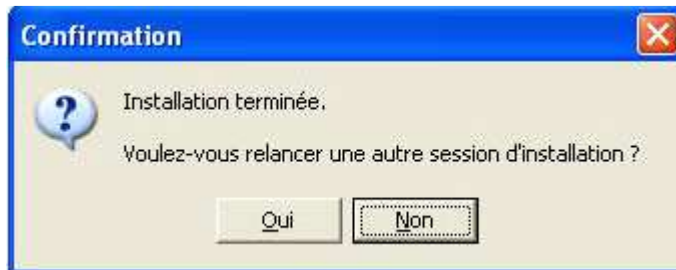 Confirmation
Installation terminée.
Voulez-vous relancer une autre session d'installation ?
Oui
Non